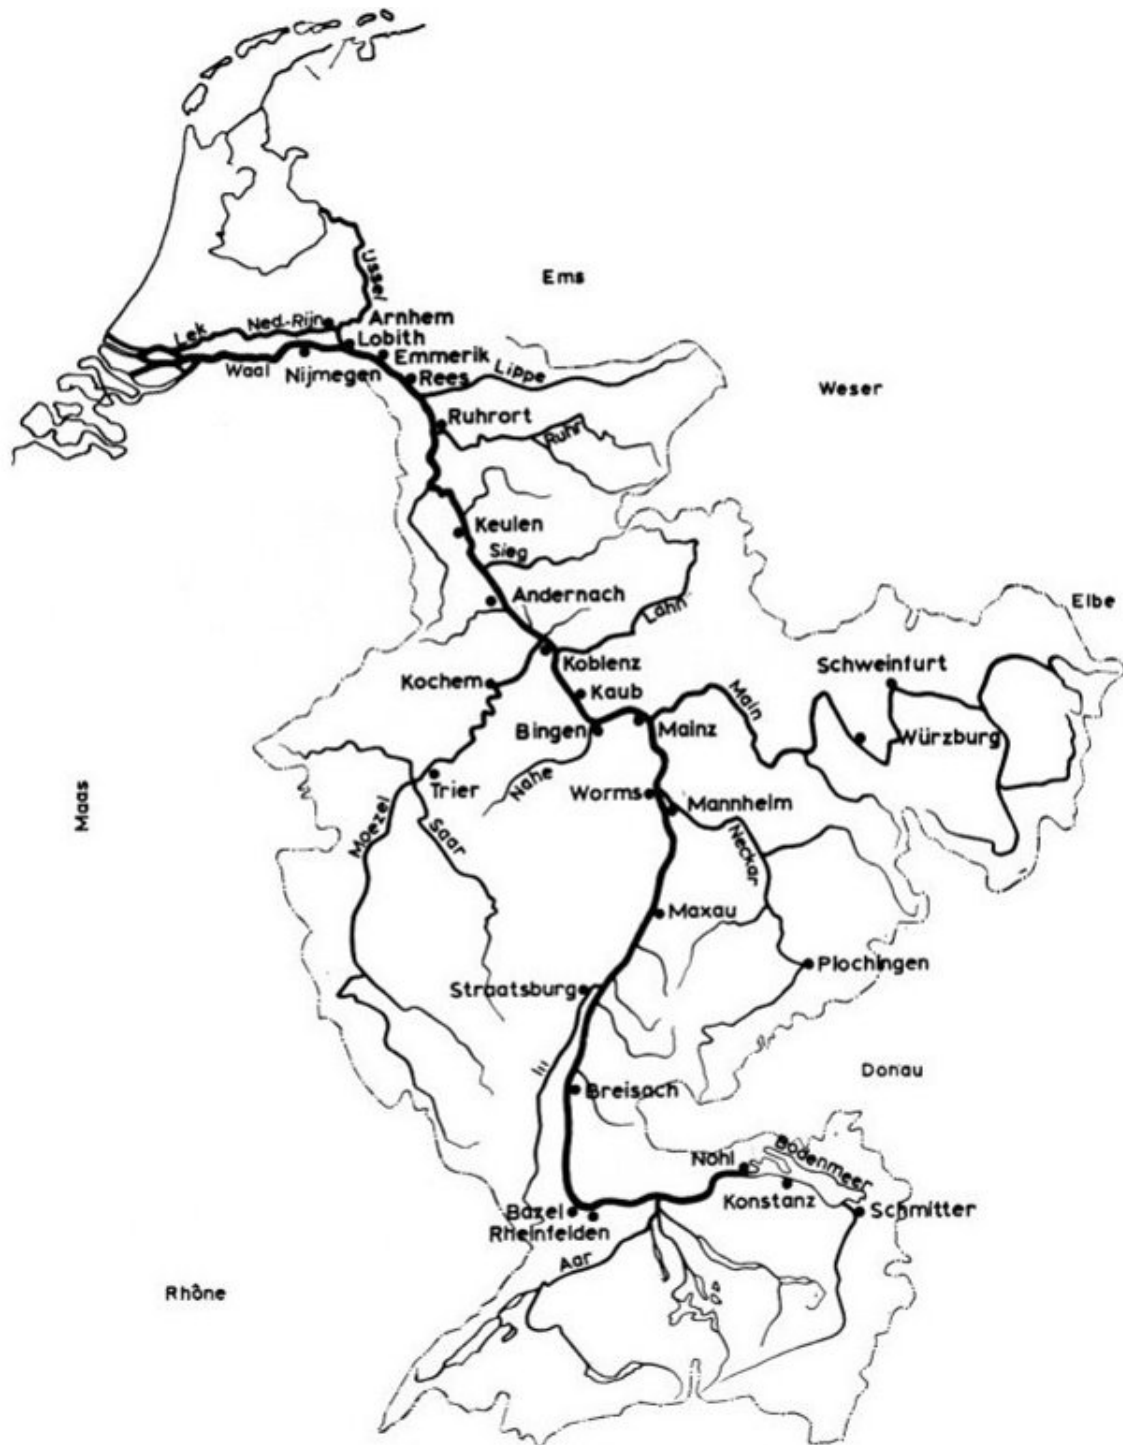 Ems
IJssel
Lek
Ned.-Rijn
Arnhem
Lobith
Waal
Nijmegen
Emmerik
Rees
Lippe
Weser
Ruhrort
Ruhr
Keulen
Sieg
Andernach
Lahn
Elbe
Koblenz
Schweinfurt
Kochem
Kaub
Main
Bingen
Mainz
Würzburg
Maas
Trier
Nahe
Worms
Mannheim
Moezel
Saar
Neckar
Maxau
Straatsburg
Plochingen
Ill
Donau
Breisach
Nohl
Bodenmeer
Konstanz
Bazel
Schmitter
Rheinfelden
Aar
Rhône